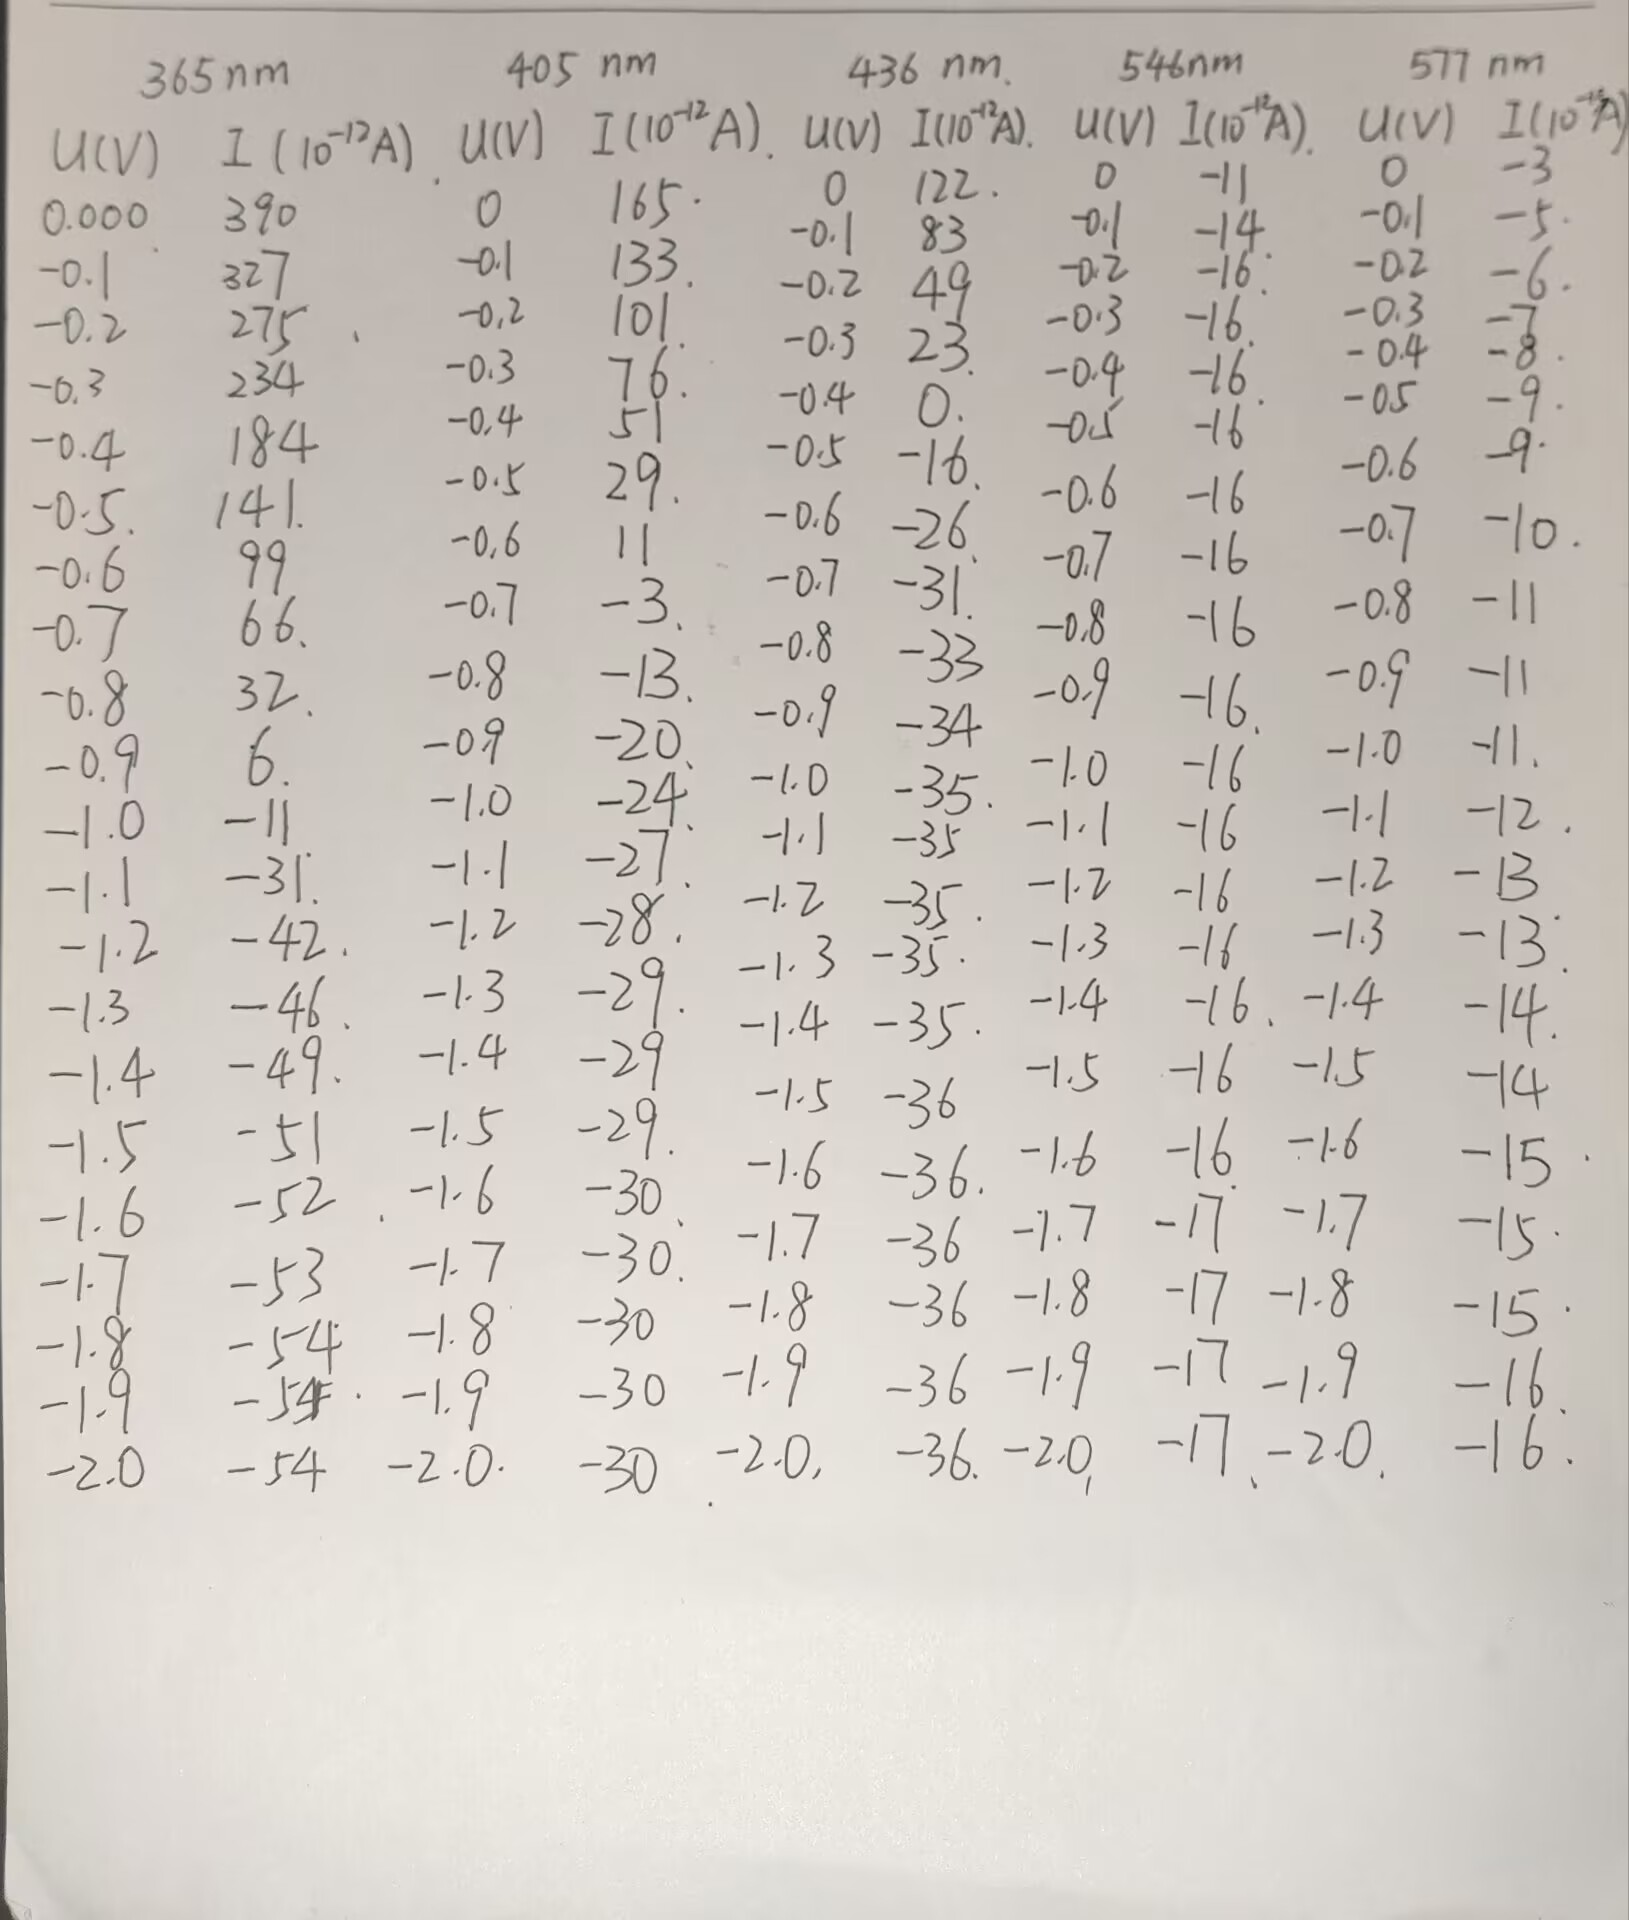 365 nm 405 nm 436 nm. 546nm 577 nm
U(V) I (10⁻¹²A). U(V) I (10⁻¹²A). U(V) I(10⁻¹²A). U(V) I(10⁻¹²A). U(V) I(10 A)
0.000 390 0 165. 0 122. 0 -11 0 -3
-0.1 327 -0.1 133. -0.1 83 -0.1 -14 -0.1 -5.
-0.2 275 -0.2 101. -0.2 49 -0.2 -16. -0.2 -6.
-0.3 234 -0.3 76. -0.3 23. -0.3 -16. -0.3 -7
-0.4 184 -0.4 51 -0.4 0. -0.4 -16. -0.4 -8.
-0.5. 141. -0.5 29. -0.5 -16. -0.5 -16 -0.5 -9.
-0.6 99 -0.6 11 -0.6 -26. -0.6 -16 -0.6 -9.
-0.7 66. -0.7 -3. -0.7 -31. -0.7 -16 -0.7 -10.
-0.8 32. -0.8 -13. -0.8 -33 -0.8 -16 -0.8 -11
-0.9 6. -0.9 -20. -0.9 -34 -0.9 -16. -0.9 -11
-1.0 -11 -1.0 -24. -1.0 -35. -1.0 -16 -1.0 -11.
-1.1 -31. -1.1 -27. -1.1 -35 -1.1 -16 -1.1 -12.
-1.2 -42. -1.2 -28. -1.2 -35. -1.2 -16 -1.2 -13
-1.3 -46. -1.3 -29. -1.3 -35. -1.3 -16 -1.3 -13.
-1.4 -49. -1.4 -29 -1.4 -35. -1.4 -16. -1.4 -14.
-1.5 -51 -1.5 -29. -1.5 -36 -1.5 -16 -1.5 -14
-1.6 -52 -1.6 -30. -1.6 -36. -1.6 -16. -1.6 -15.
-1.7 -53 -1.7 -30. -1.7 -36 -1.7 -17 -1.7 -15.
-1.8 -54 -1.8 -30 -1.8 -36 -1.8 -17 -1.8 -15.
-1.9 -54. -1.9 -30 -1.9 -36 -1.9 -17 -1.9 -16.
-2.0 -54 -2.0. -30 -2.0, -36. -2.0, -17. -2.0. -16.